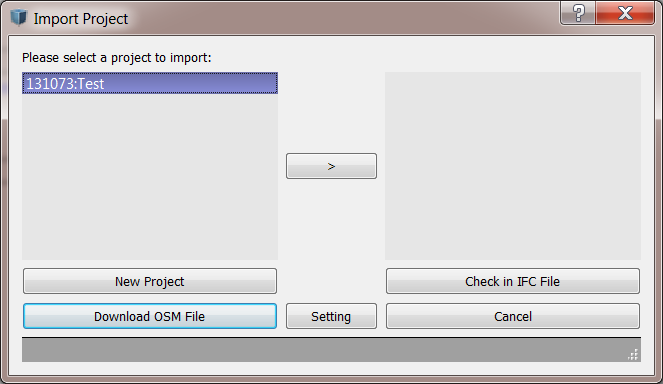 Import Project
?
X
Please select a project to import:
131073:Test
>
New Project
Check in IFC File
Download OSM File
Setting
Cancel